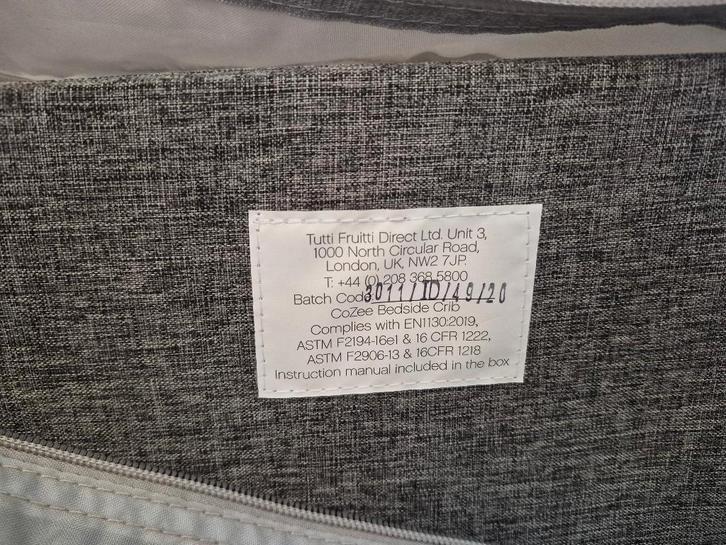 Tutti Fruitti Direct Ltd. Unit 3,
1000 North Circular Road,
London, UK, NW2 7JP.
T: +44 (0) 208 368 5800
Batch Code 3011/ID/49/20
CoZee Bedside Crib
Complies with EN1130:2019,
ASTM F2194-16e1 & 16 CFR 1222,
ASTM F2906-13 & 16CFR 1218
Instruction manual included in the box